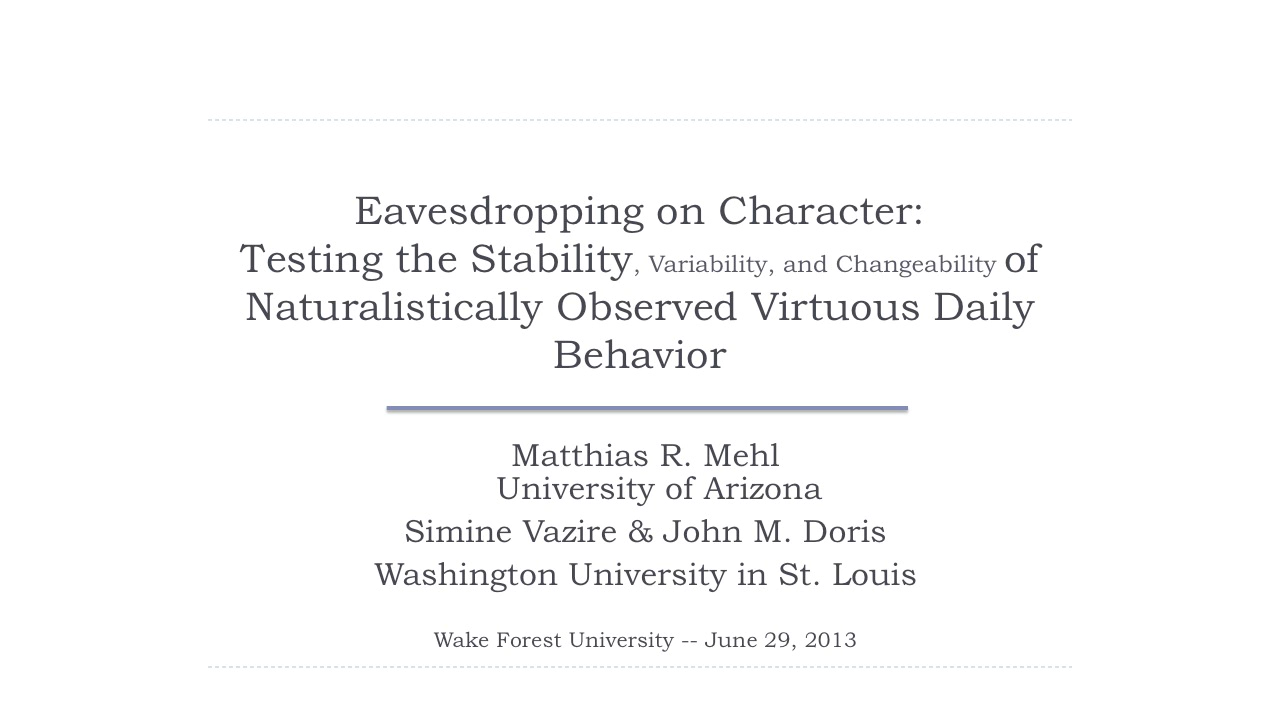 Eavesdropping on Character:
Testing the Stability, Variability, and Changeability of
Naturalistically Observed Virtuous Daily
Behavior
Matthias R. Mehl
University of Arizona
Simine Vazire & John M. Doris
Washington University in St. Louis
Wake Forest University -- June 29, 2013